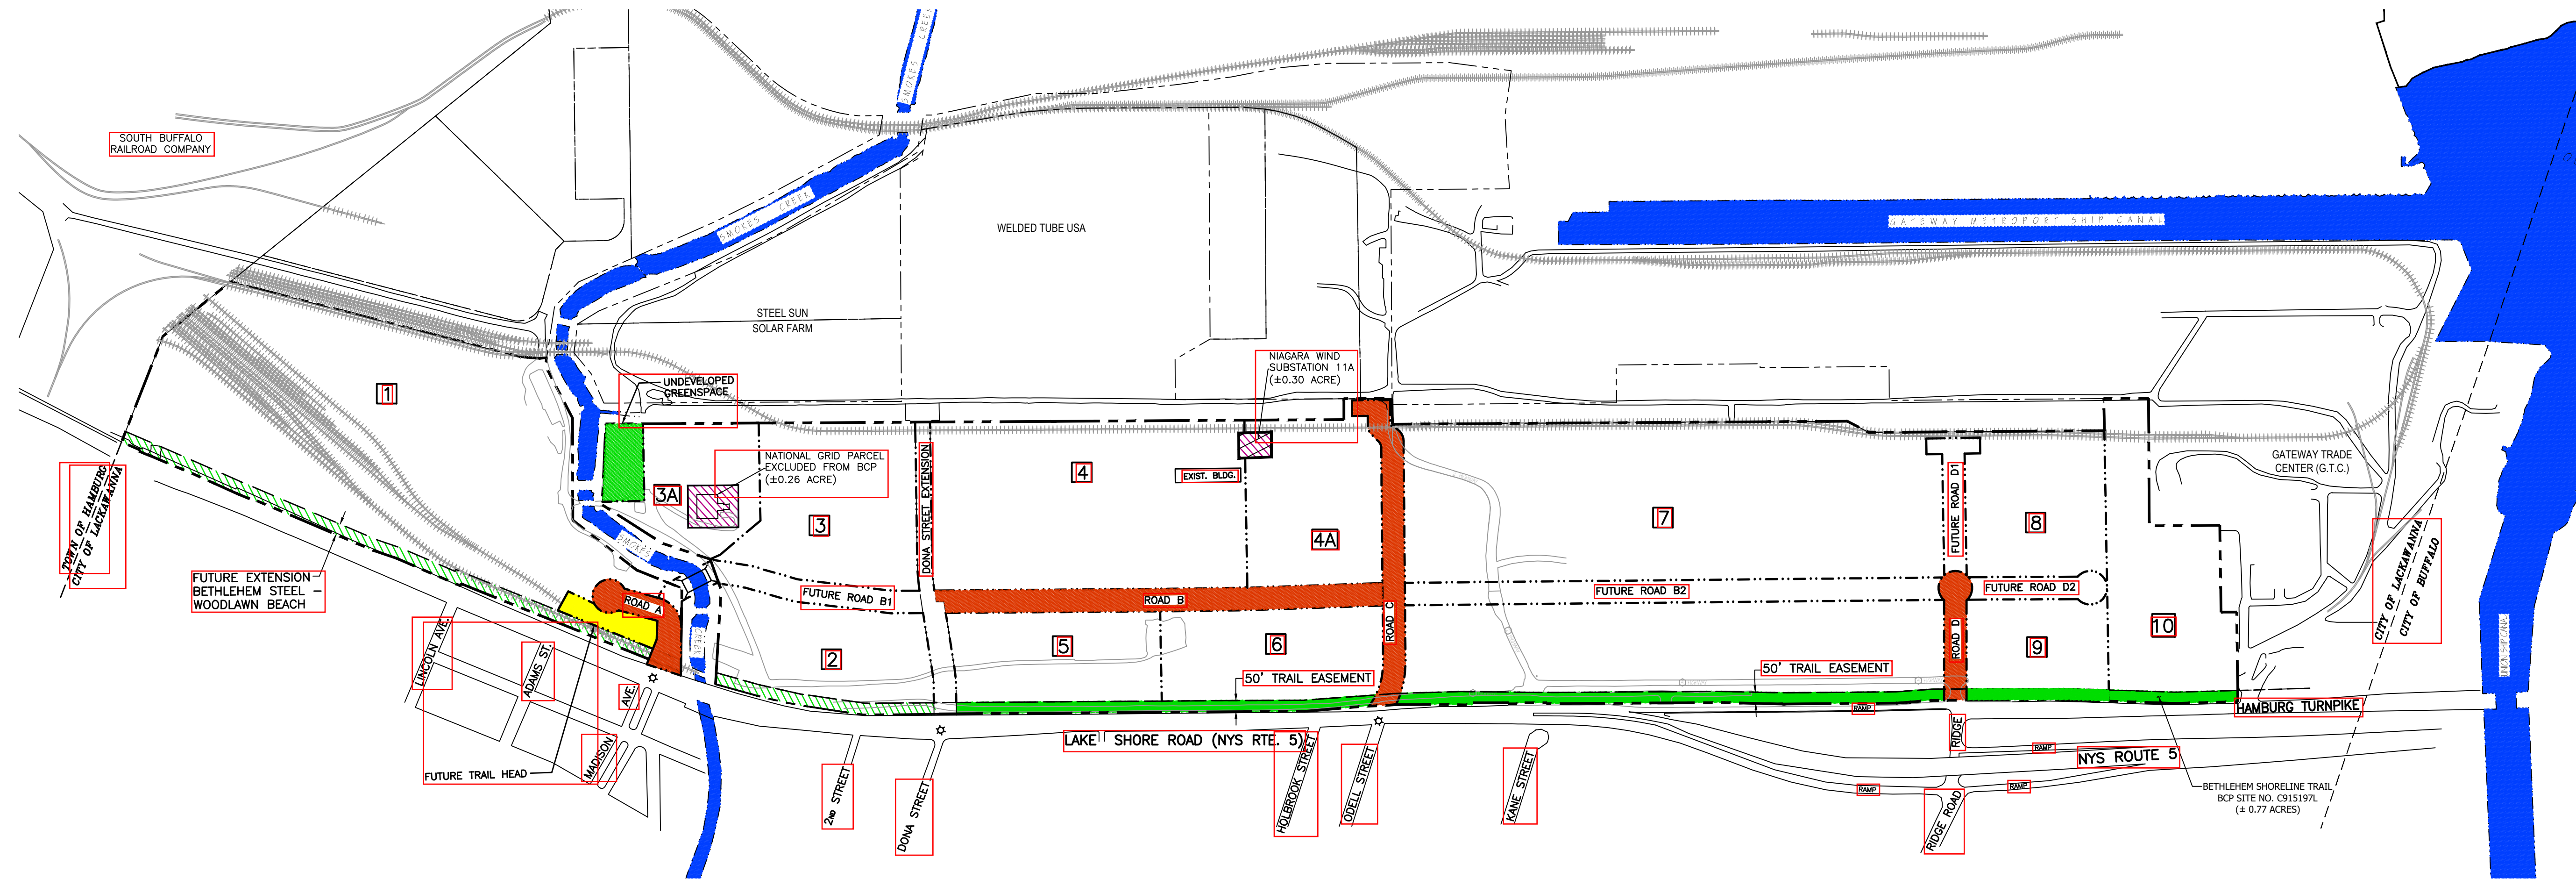 SMOKES CREEK
SOUTH BUFFALO
RAILROAD COMPANY
SMOKES CREEK
WELDED TUBE USA
GATEWAY METROPORT SHIP CANAL
STEEL SUN
SOLAR FARM
NIAGARA WIND
SUBSTATION 11A
(±0.30 ACRE)
UNDEVELOPED
GREENSPACE
1
NATIONAL GRID PARCEL
EXCLUDED FROM BCP
(±0.26 ACRE)
3A
3
DONA STREET EXTENSION
4
EXIST. BLDG.
4A
7
FUTURE ROAD D1
8
GATEWAY TRADE
CENTER (G.T.C.)
TOWN OF HAMBURG
CITY OF LACKAWANNA
CITY OF LACKAWANNA
CITY OF BUFFALO
SMOKES
CREEK
FUTURE EXTENSION
BETHLEHEM STEEL –
WOODLAWN BEACH
ROAD A
FUTURE ROAD B1
ROAD B
ROAD C
FUTURE ROAD B2
FUTURE ROAD D2
ROAD D
2
5
6
9
10
UNION SHIP CANAL
50' TRAIL EASEMENT
50' TRAIL EASEMENT
LINCOLN AVE.
ADAMS ST.
MADISON
AVE.
FUTURE TRAIL HEAD
LAKE SHORE ROAD (NYS RTE. 5)
HAMBURG TURNPIKE
NYS ROUTE 5
RAMP
RAMP
RAMP
RAMP
2ND STREET
DONA STREET
HOLBROOK STREET
ODELL STREET
KANE STREET
RIDGE
RIDGE ROAD
BETHLEHEM SHORELINE TRAIL
BCP SITE NO. C915197L
(± 0.77 ACRES)